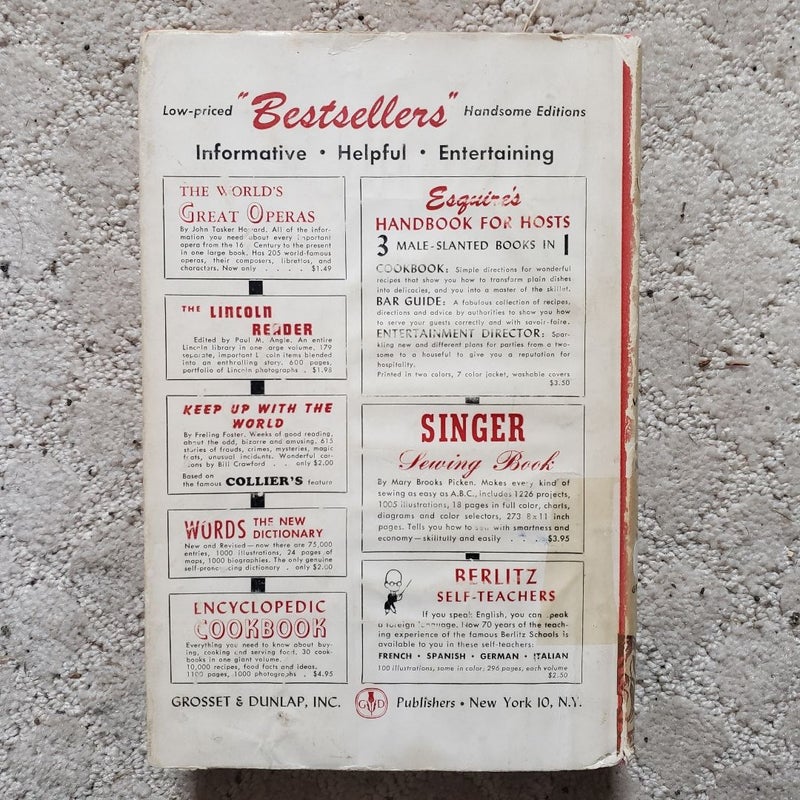 Low-priced "Bestsellers" Handsome Editions
Informative • Helpful • Entertaining
THE WORLD'S
GREAT OPERAS
By John Tasker Howard. All of the infor-
mation you need about every important
opera from the 16 Century to the present
in one large book. Has 205 world-famous
operas, their composers, librettos, and
characters. Now only . . . . $1.49
THE LINCOLN
READER
Edited by Paul M. Angle. An entire
Lincoln library in one large volume, 179
separate, important L coln items blended
into an enthralling story. 600 pages,
portfolio of Lincoln photographs . $1.98
KEEP UP WITH THE
WORLD
By Freling Foster. Weeks of good reading,
about the odd, bizarre and amusing. 615
stories of frauds, crimes, mysteries, magic
feats, unusual incidents. Wonderful car-
oons by Bill Crawford . . only $2.00
Based on
the famous COLLIER'S feature
WORDS THE NEW
DICTIONARY
New and Revised—now there are 75,000
entries, 1000 illustrations, 24 pages of
maps, 1000 biographies. The only genuine
self-pronouncing dictionary . only $2.00
ENCYCLOPEDIC
COOKBOOK
Everything you need to know about buy-
ing, cooking and serving food, 30 cook-
books in one giant volume.
10,000 recipes, food facts and ideas.
1100 pages, 1000 photographs . $4.95
Esquire's
HANDBOOK FOR HOSTS
3 MALE-SLANTED BOOKS IN 1
COOKBOOK: Simple directions for wonderful
recipes that show you how to transform plain dishes
into delicacies, and you into a master of the skillet.
BAR GUIDE: A fabulous collection of recipes,
directions and advice by authorities to show you how
to serve your guests correctly and with savoir-faire.
ENTERTAINMENT DIRECTOR: Spar-
kling new and different plans for parties from a two-
some to a houseful to give you a reputation for
hospitality.
Printed in two colors, 7 color jacket, washable covers
$3.50
SINGER
Sewing Book
By Mary Brooks Picken. Makes every kind of
sewing as easy as A.B.C., includes 1226 projects,
1005 illustrations, 18 pages in full color, charts,
diagrams and color selectors, 273 8 x 11 inch
pages. Tells you how to sew with smartness and
economy—skillfully and easily . . . $3.95
BERLITZ
SELF-TEACHERS
If you speak English, you can speak
a foreign language. Now 70 years of the teach-
ing experience of the famous Berlitz Schools is
available to you in these self-teachers:
FRENCH • SPANISH • GERMAN • ITALIAN
100 illustrations, some in color, 296 pages, each volume
$2.50
GROSSET & DUNLAP, INC. G D Publishers • New York 10, N.Y.